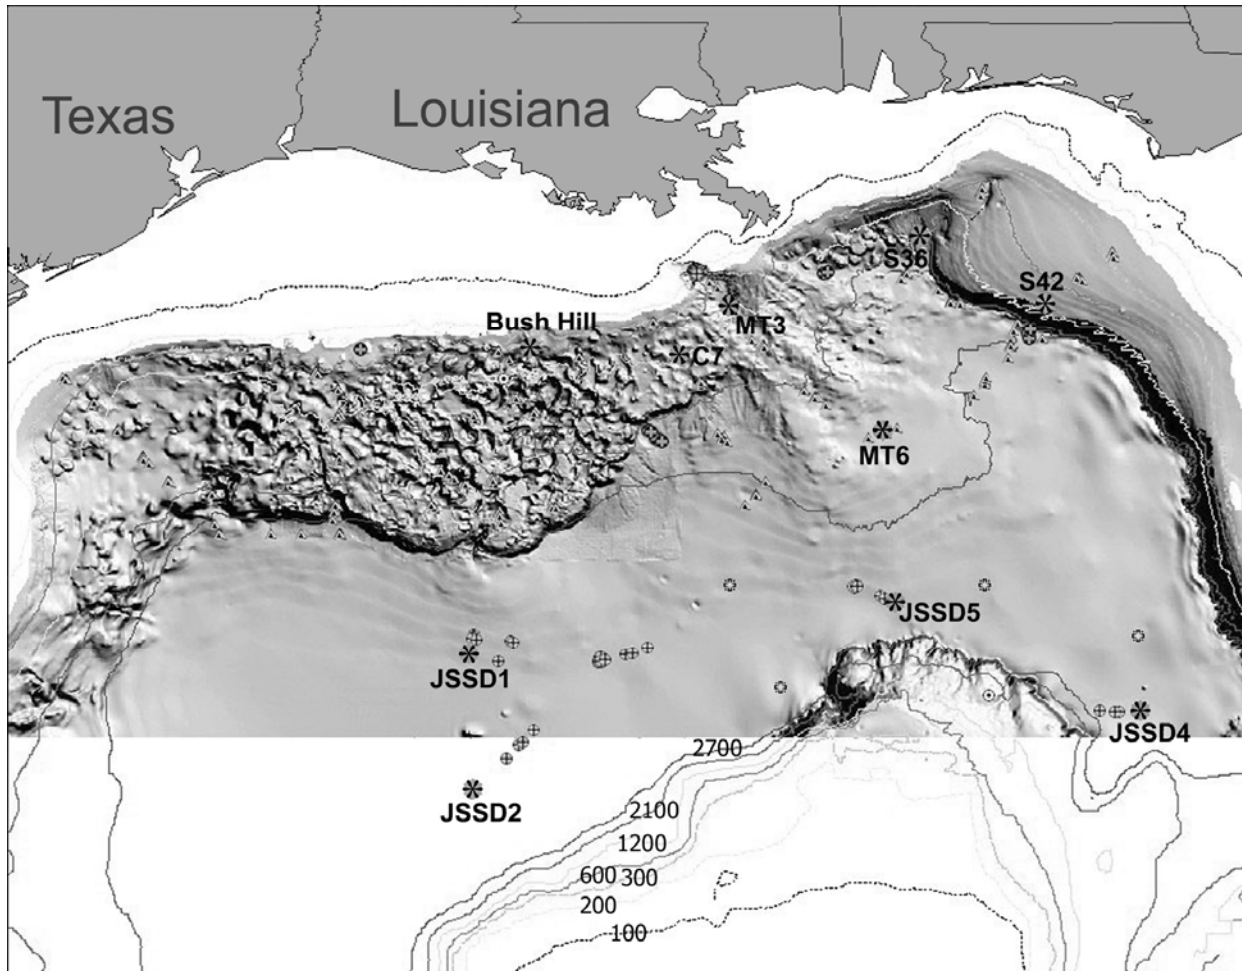 Texas
Louisiana
S36
S42
MT3
Bush Hill
C7
MT6
JSSD5
JSSD1
JSSD4
2700
JSSD2
2100
1200
600
300
200
100